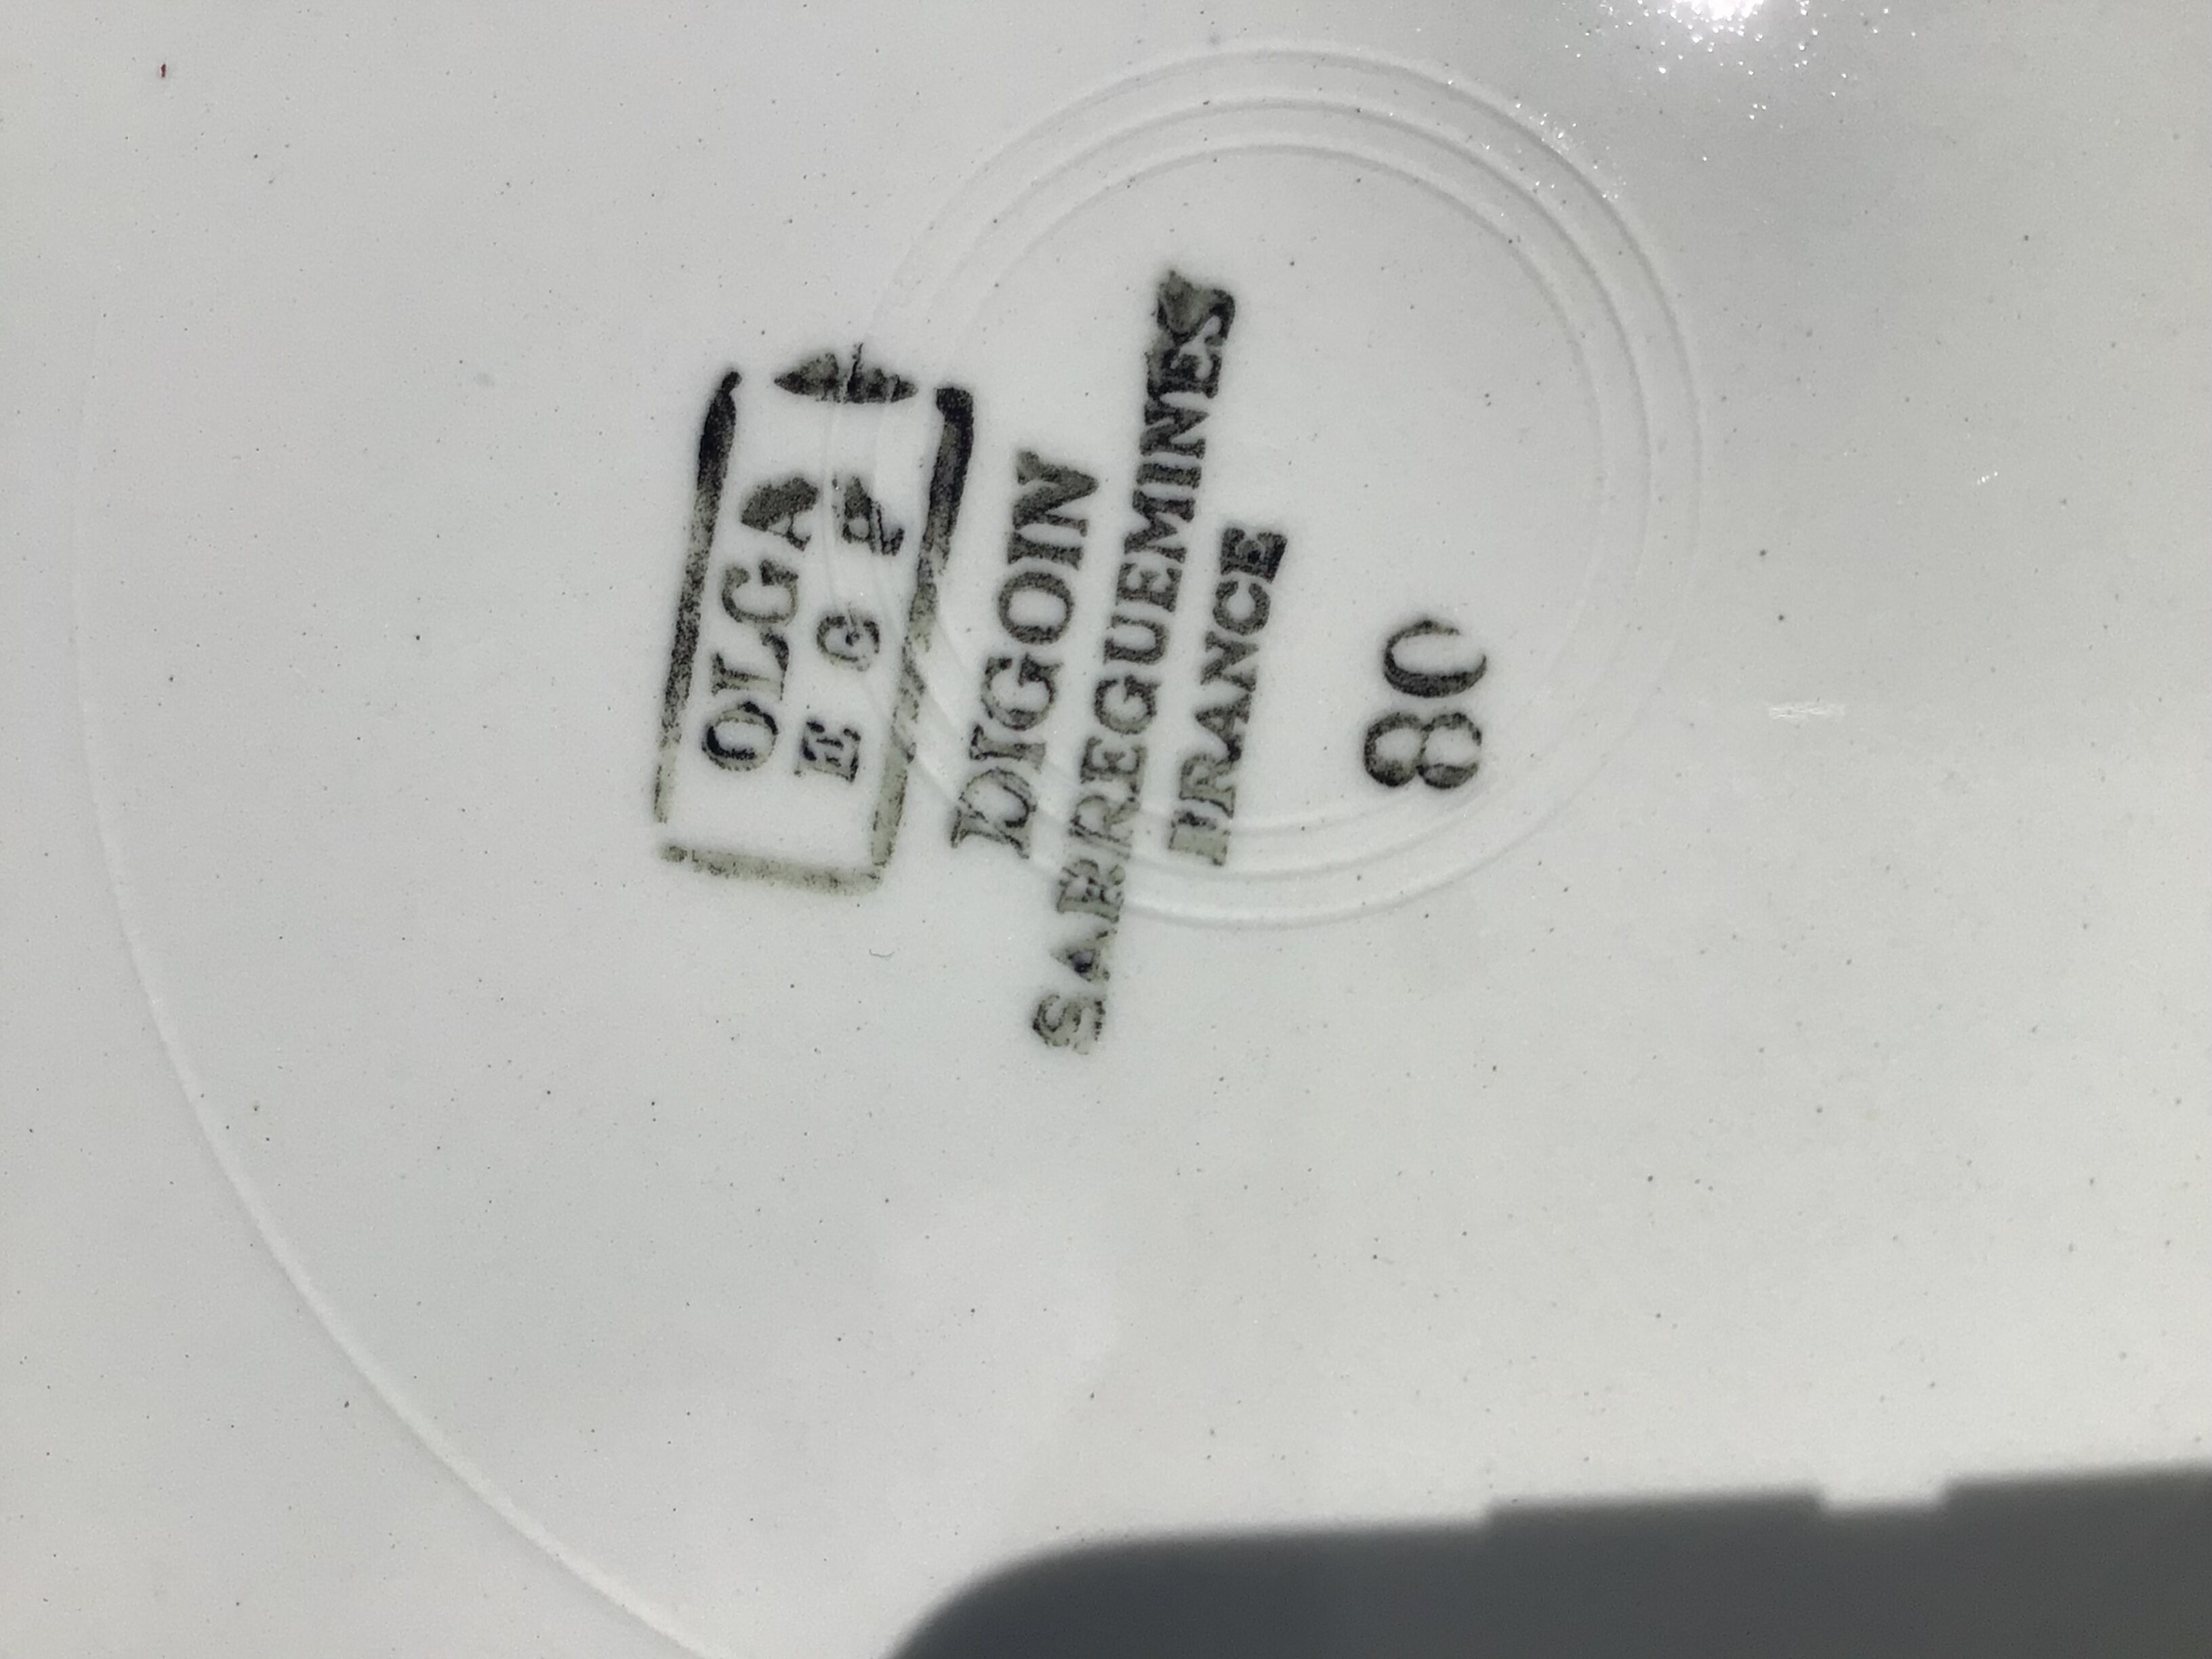 OLGA
E G P
DIGOIN
SARREGUEMINES
FRANCE
80